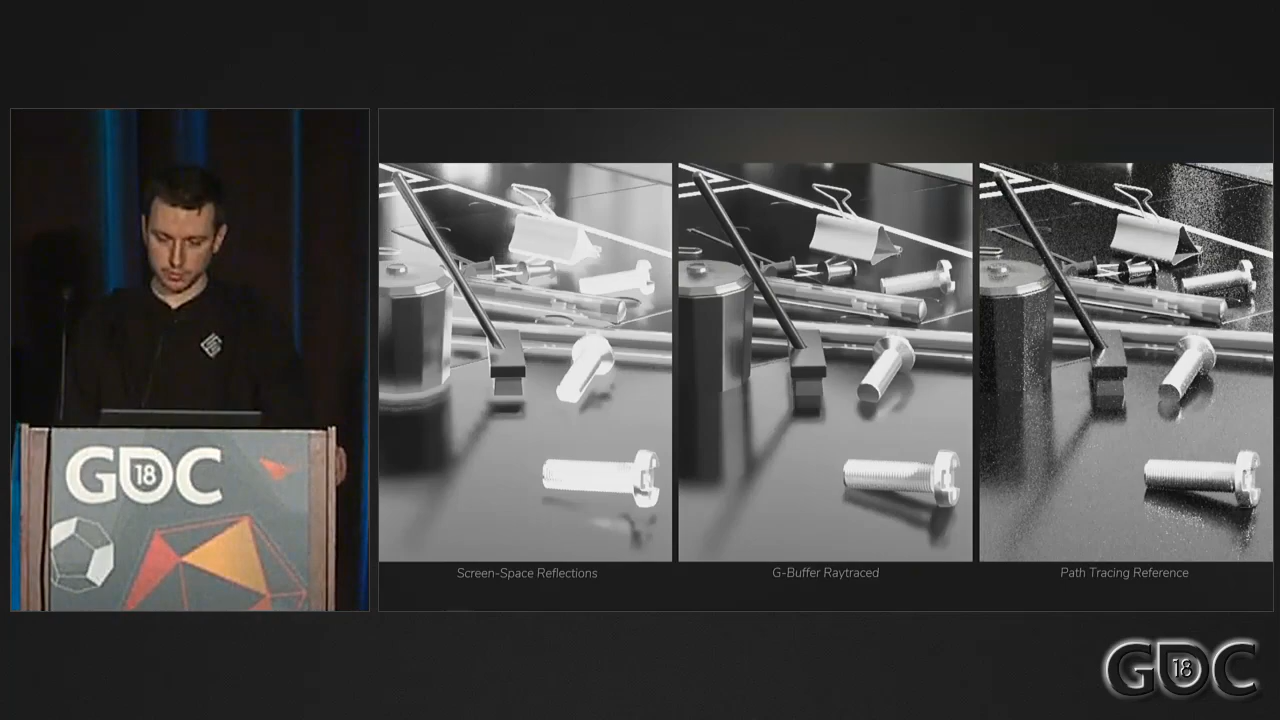 GDC
18
Screen-Space Reflections
G-Buffer Raytraced
Path Tracing Reference
GDC
18